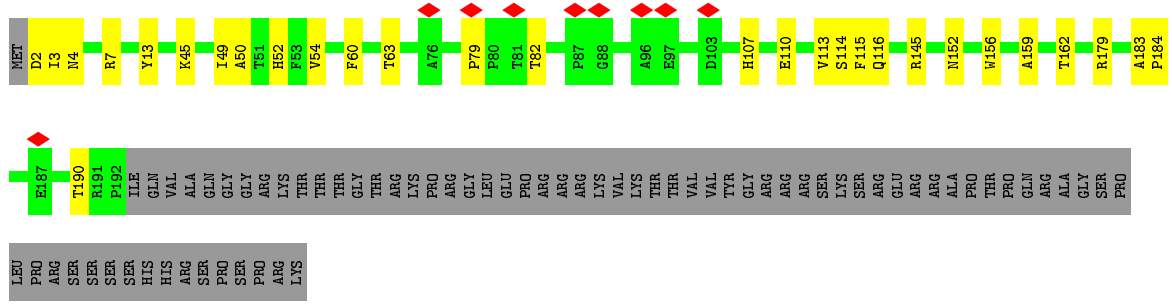 MET D2 I3 N4 R7 Y13 K45 I49 A50 T51 H52 F53 V54 F60 T63 A76 P79 P80 T81 T82 P87 G88 A96 E97 D103 H107 E110 V113 S114 F115 Q116 R145 N152 W156 A159 T162 R179 A183 P184
E187 T190 R191 P192 ILE GLN VAL ALA GLN GLY GLY ARG LYS THR THR THR GLY THR ARG LYS PRO ARG GLY LEU GLU PRO ARG ARG ARG LYS VAL LYS THR THR VAL VAL TYR GLY ARG ARG ARG SER LYS SER ARG GLU ARG ARG ALA PRO THR PRO GLN ARG ALA GLY SER PRO
LEU PRO ARG SER SER SER SER HIS HIS ARG SER PRO SER PRO ARG LYS